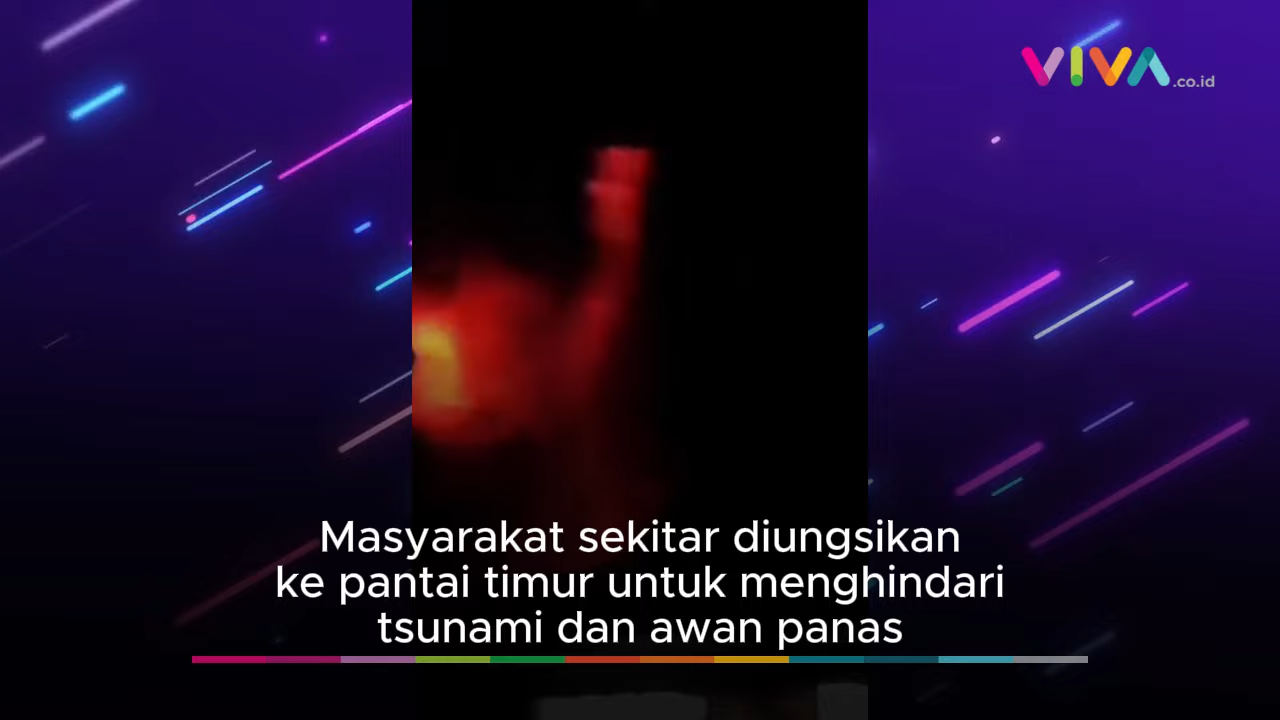 VIVA.co.id
Masyarakat sekitar diungsikan
ke pantai timur untuk menghindari
tsunami dan awan panas